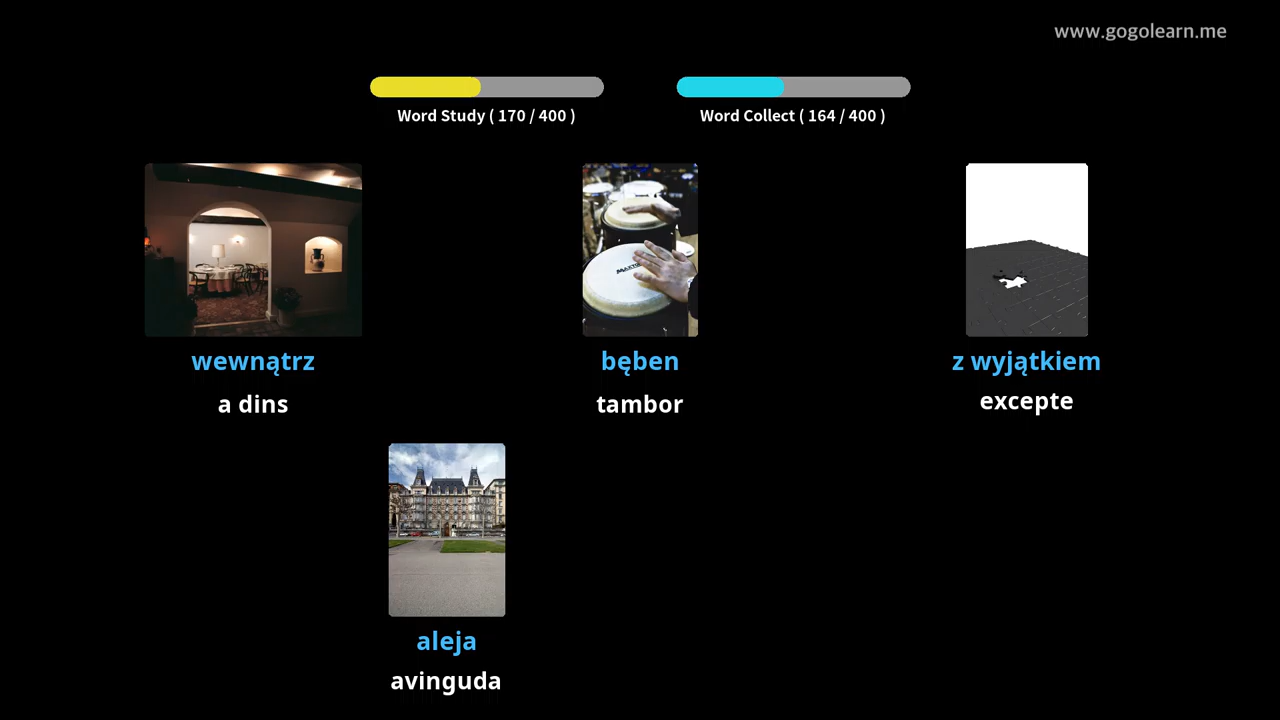 www.gogolearn.me
Word Study ( 170 / 400 )
Word Collect ( 164 / 400 )
wewnątrz
bęben
z wyjątkiem
a dins
tambor
excepte
aleja
avinguda